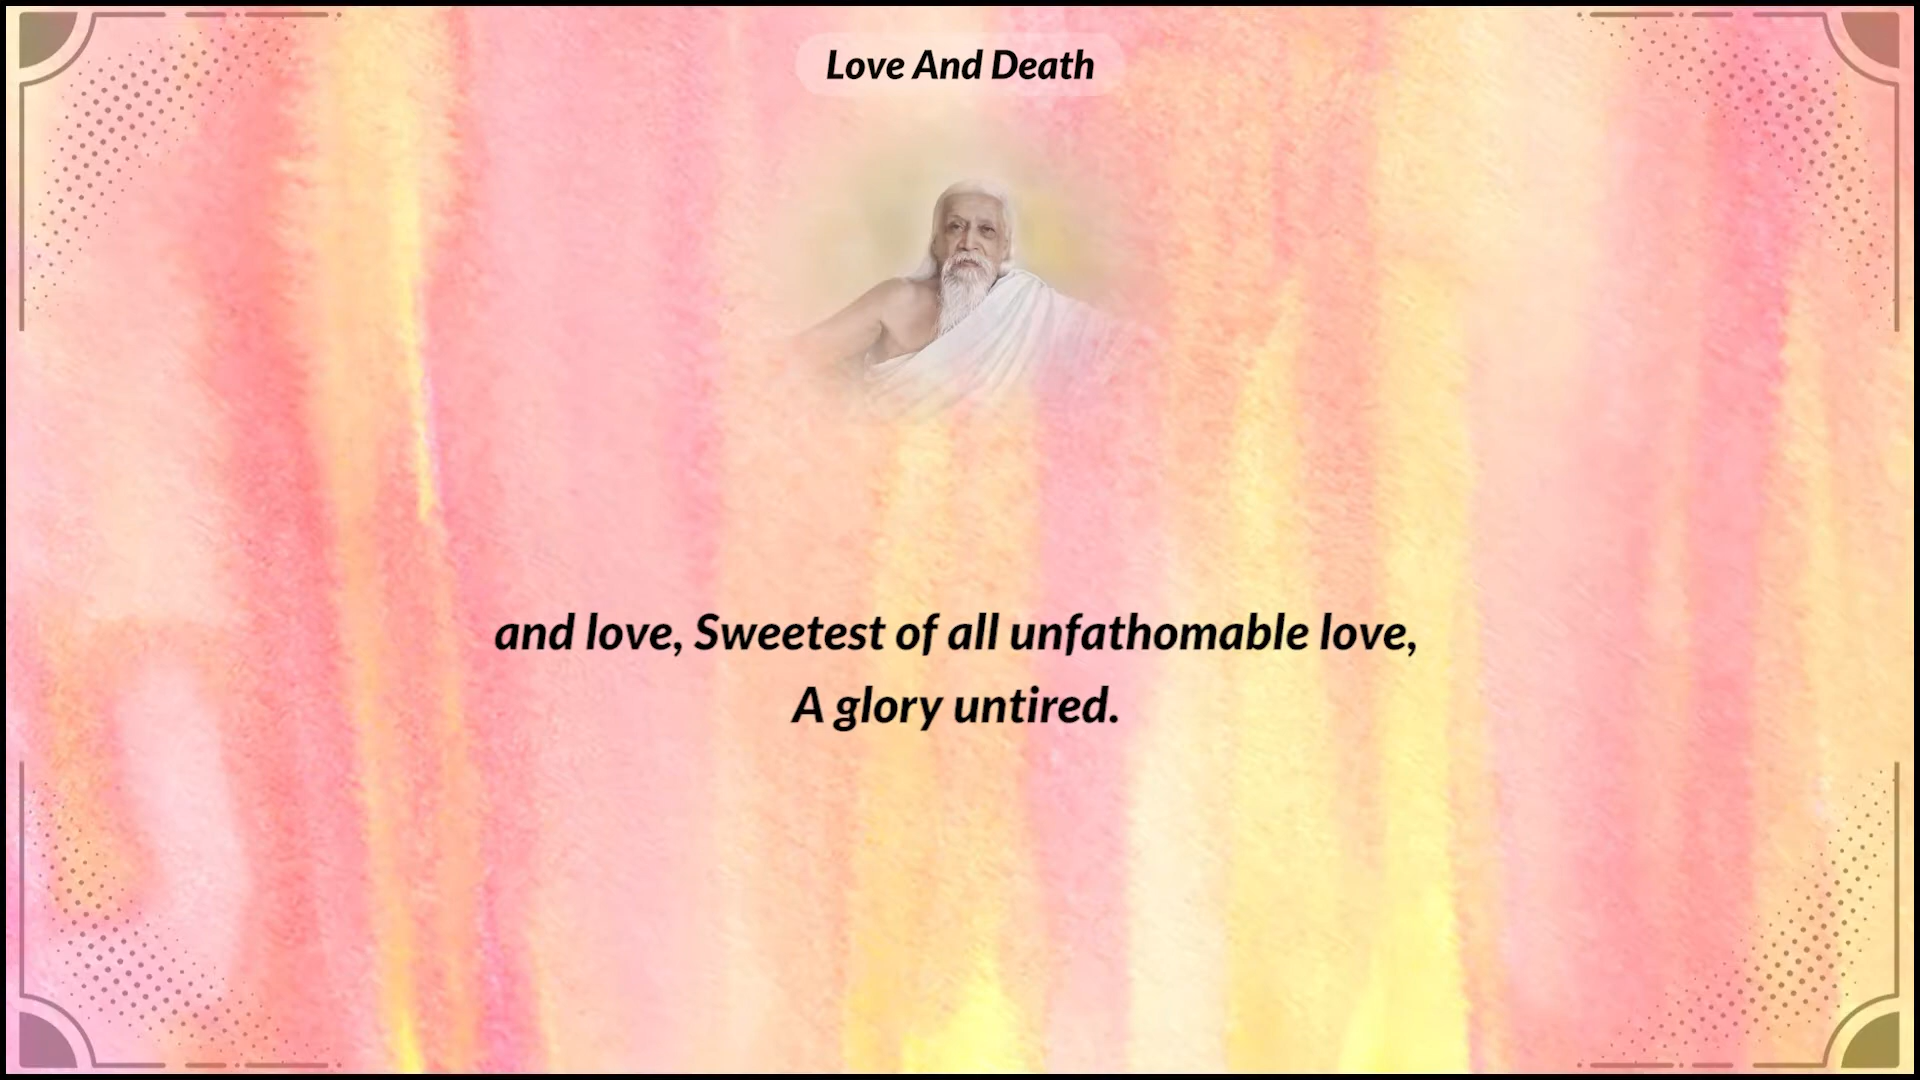 Love And Death
and love, Sweetest of all unfathomable love,
A glory untired.